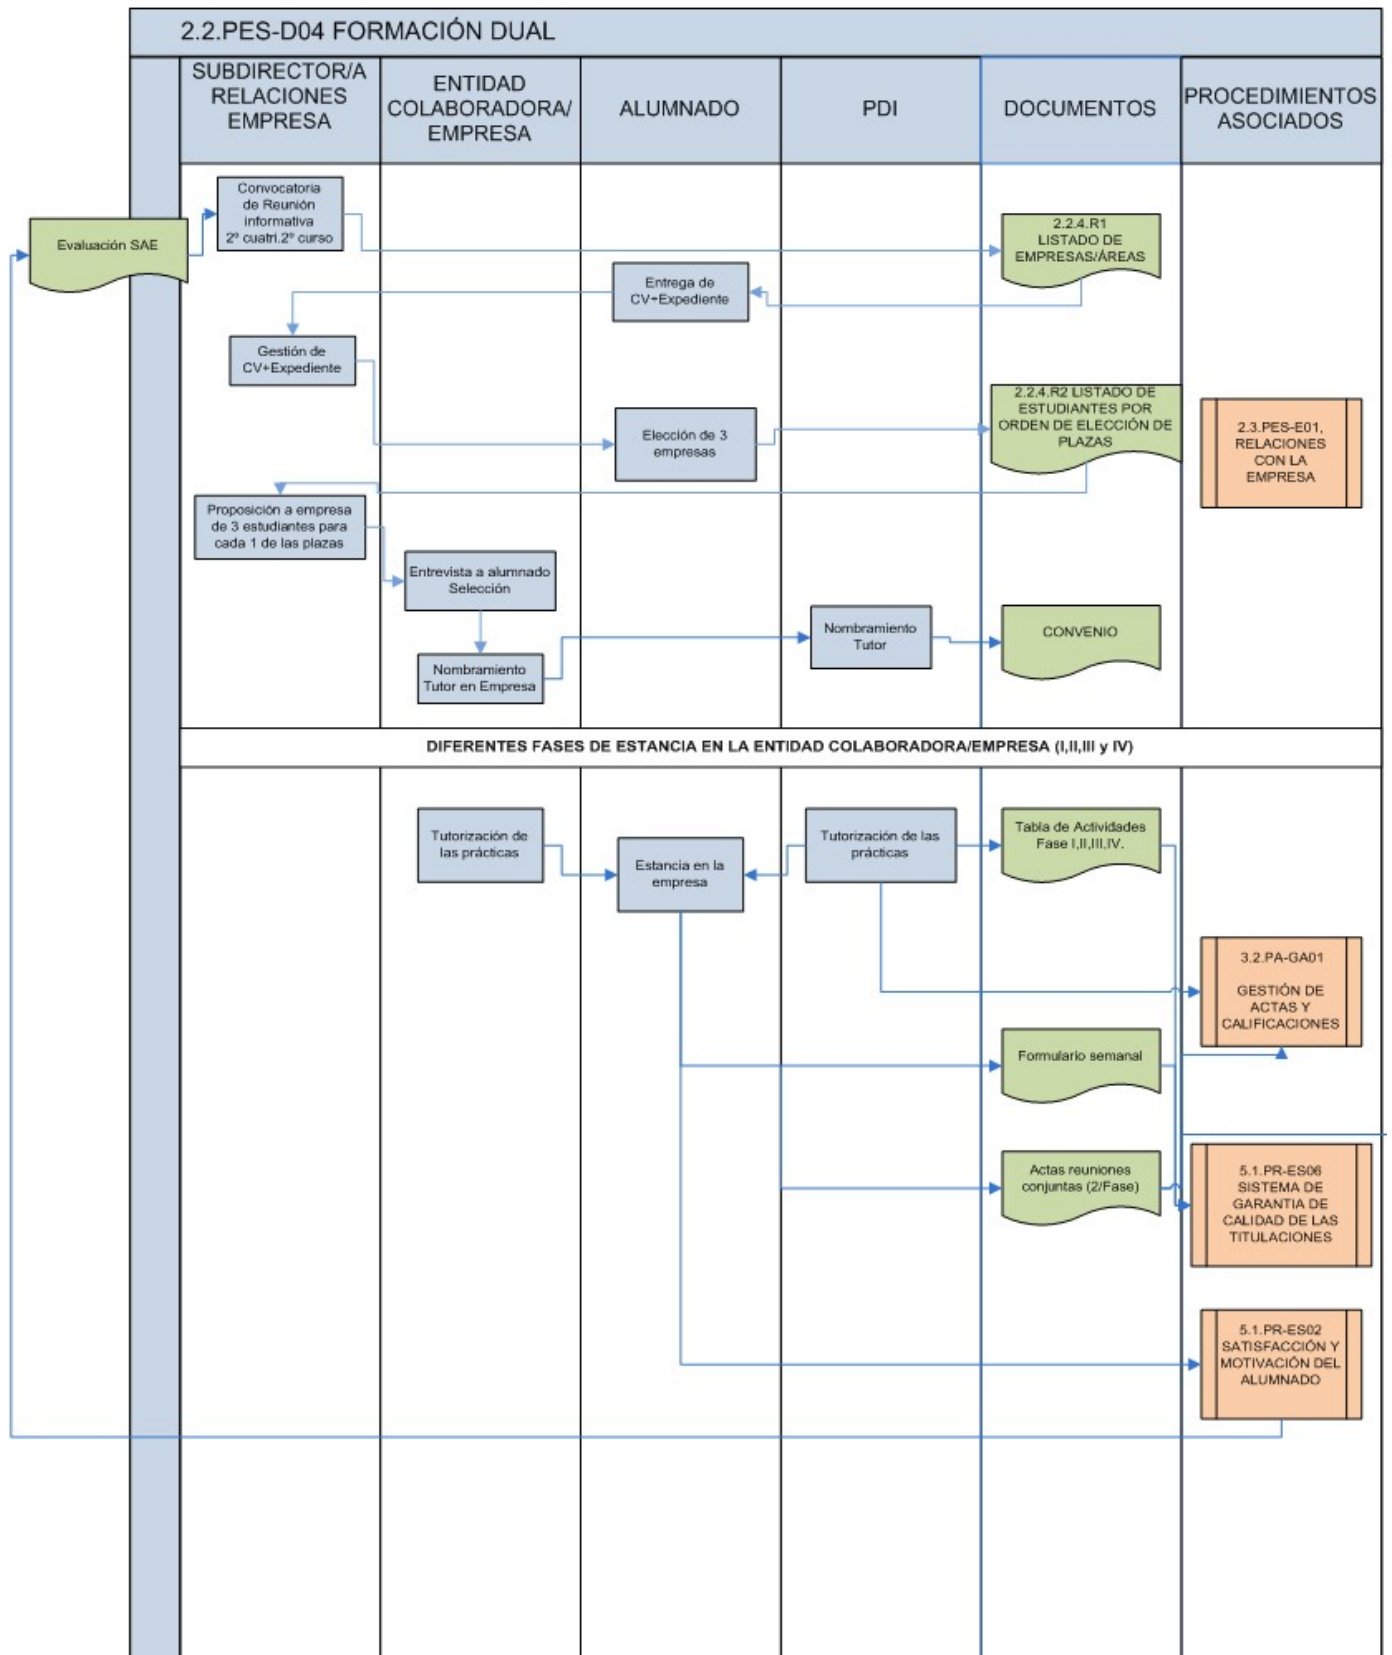 2.2.PES-D04 FORMACIÓN DUAL
SUBDIRECTOR/A
RELACIONES
EMPRESA
ENTIDAD
COLABORADORA/
EMPRESA
ALUMNADO
PDI
DOCUMENTOS
PROCEDIMIENTOS
ASOCIADOS
Evaluación SAE
Convocatoria
de Reunión
informativa
2º cuatri.2º curso
2.2.4.R1
LISTADO DE
EMPRESAS/ÁREAS
Entrega de
CV+Expediente
Gestión de
CV+Expediente
Elección de 3
empresas
2.2.4.R2 LISTADO DE
ESTUDIANTES POR
ORDEN DE ELECCIÓN DE
PLAZAS
2.3.PES-E01,
RELACIONES
CON LA
EMPRESA
Proposición a empresa
de 3 estudiantes para
cada 1 de las plazas
Entrevista a alumnado
Selección
Nombramiento
Tutor en Empresa
Nombramiento
Tutor
CONVENIO
DIFERENTES FASES DE ESTANCIA EN LA ENTIDAD COLABORADORA/EMPRESA (I,II,III y IV)
Tutorización de
las prácticas
Estancia en la
empresa
Tutorización de las
prácticas
Tabla de Actividades
Fase I,II,III,IV.
3.2.PA-GA01
GESTIÓN DE
ACTAS Y
CALIFICACIONES
Formulario semanal
Actas reuniones
conjuntas (2/Fase)
5.1.PR-ES06
SISTEMA DE
GARANTIA DE
CALIDAD DE LAS
TITULACIONES
5.1.PR-ES02
SATISFACCIÓN Y
MOTIVACIÓN DEL
ALUMNADO